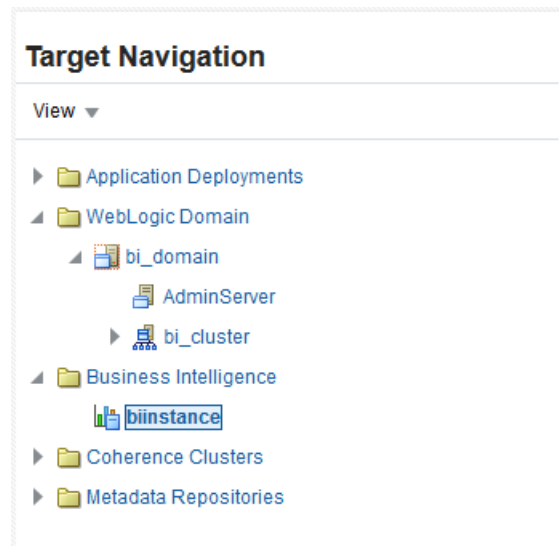 Target Navigation
View
Application Deployments
WebLogic Domain
bi_domain
AdminServer
bi_cluster
Business Intelligence
biinstance
Coherence Clusters
Metadata Repositories